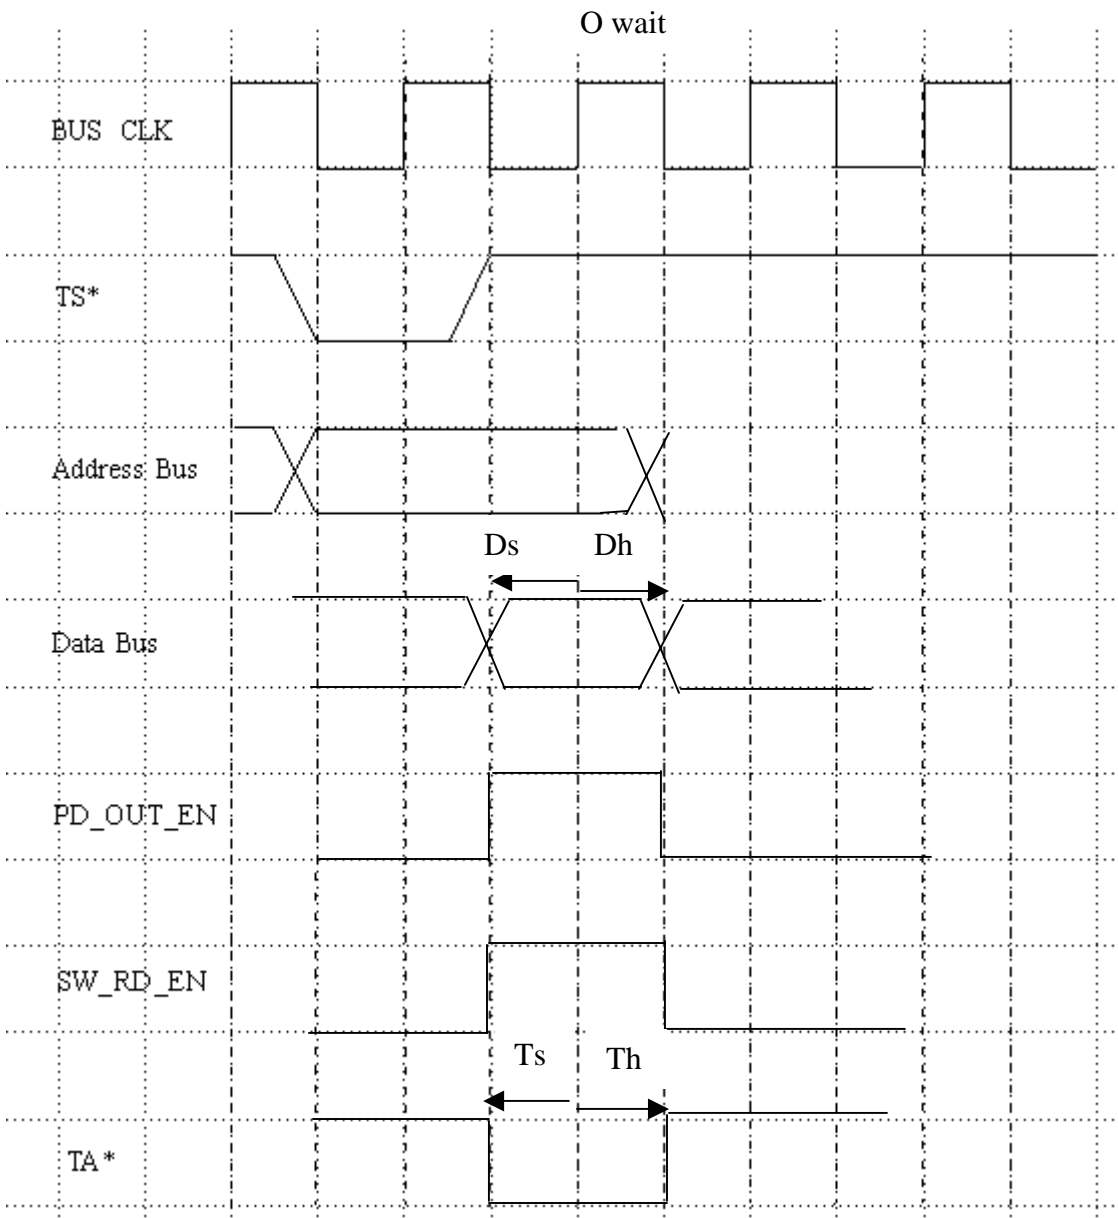 O wait
BUS CLK
TS*
Address Bus
Ds Dh
Data Bus
PD_OUT_EN
SW_RD_EN
Ts Th
TA*